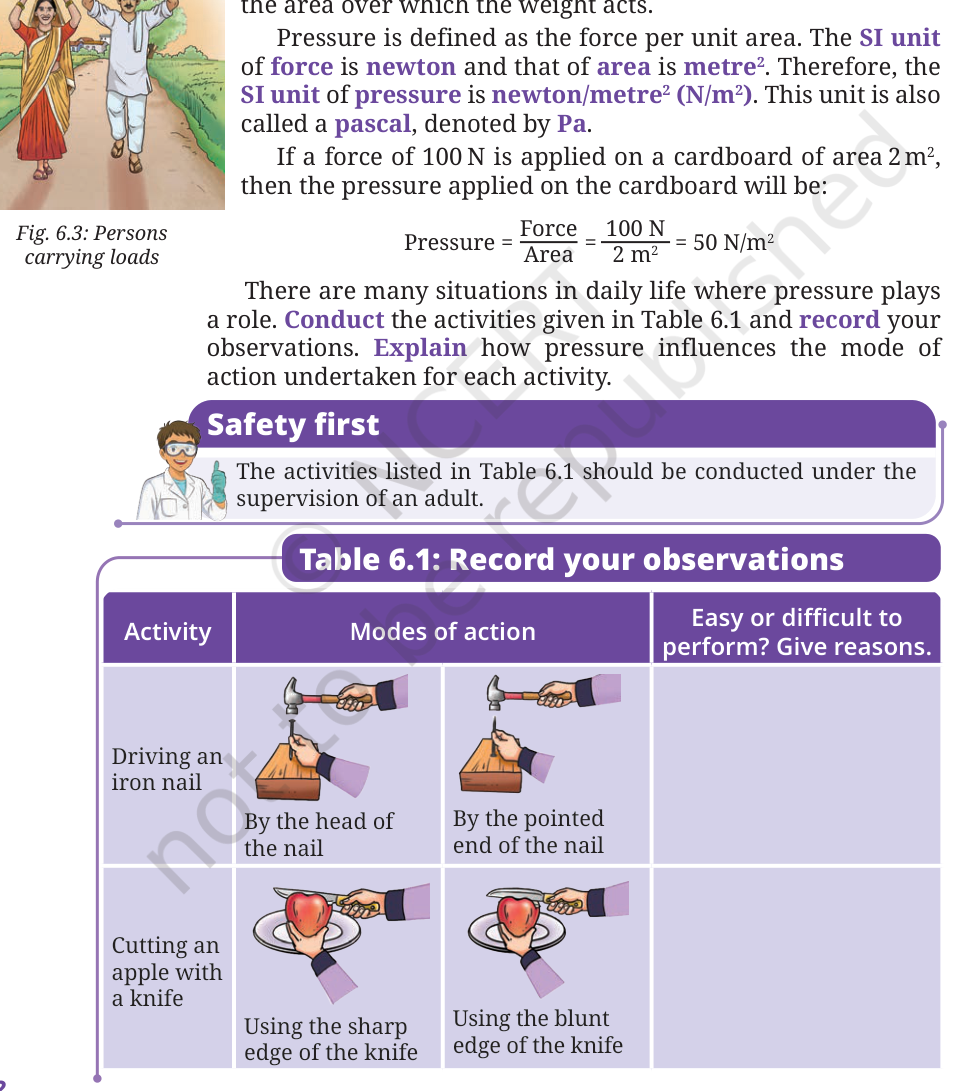 the area over which the weight acts.
Pressure is defined as the force per unit area. The SI unit
of force is newton and that of area is metre². Therefore, the
SI unit of pressure is newton/metre² (N/m²). This unit is also
called a pascal, denoted by Pa.
If a force of 100 N is applied on a cardboard of area 2 m²,
then the pressure applied on the cardboard will be:
Pressure = Force/Area = 100 N/2 m² = 50 N/m²
Fig. 6.3: Persons
carrying loads
There are many situations in daily life where pressure plays
a role. Conduct the activities given in Table 6.1 and record your
observations. Explain how pressure influences the mode of
action undertaken for each activity.
Safety first
The activities listed in Table 6.1 should be conducted under the
supervision of an adult.
Table 6.1: Record your observations
Activity
Modes of action
Easy or difficult to
perform? Give reasons.
Driving an
iron nail
By the head of
the nail
By the pointed
end of the nail
Cutting an
apple with
a knife
Using the sharp
edge of the knife
Using the blunt
edge of the knife
© NCERT
not to be republished